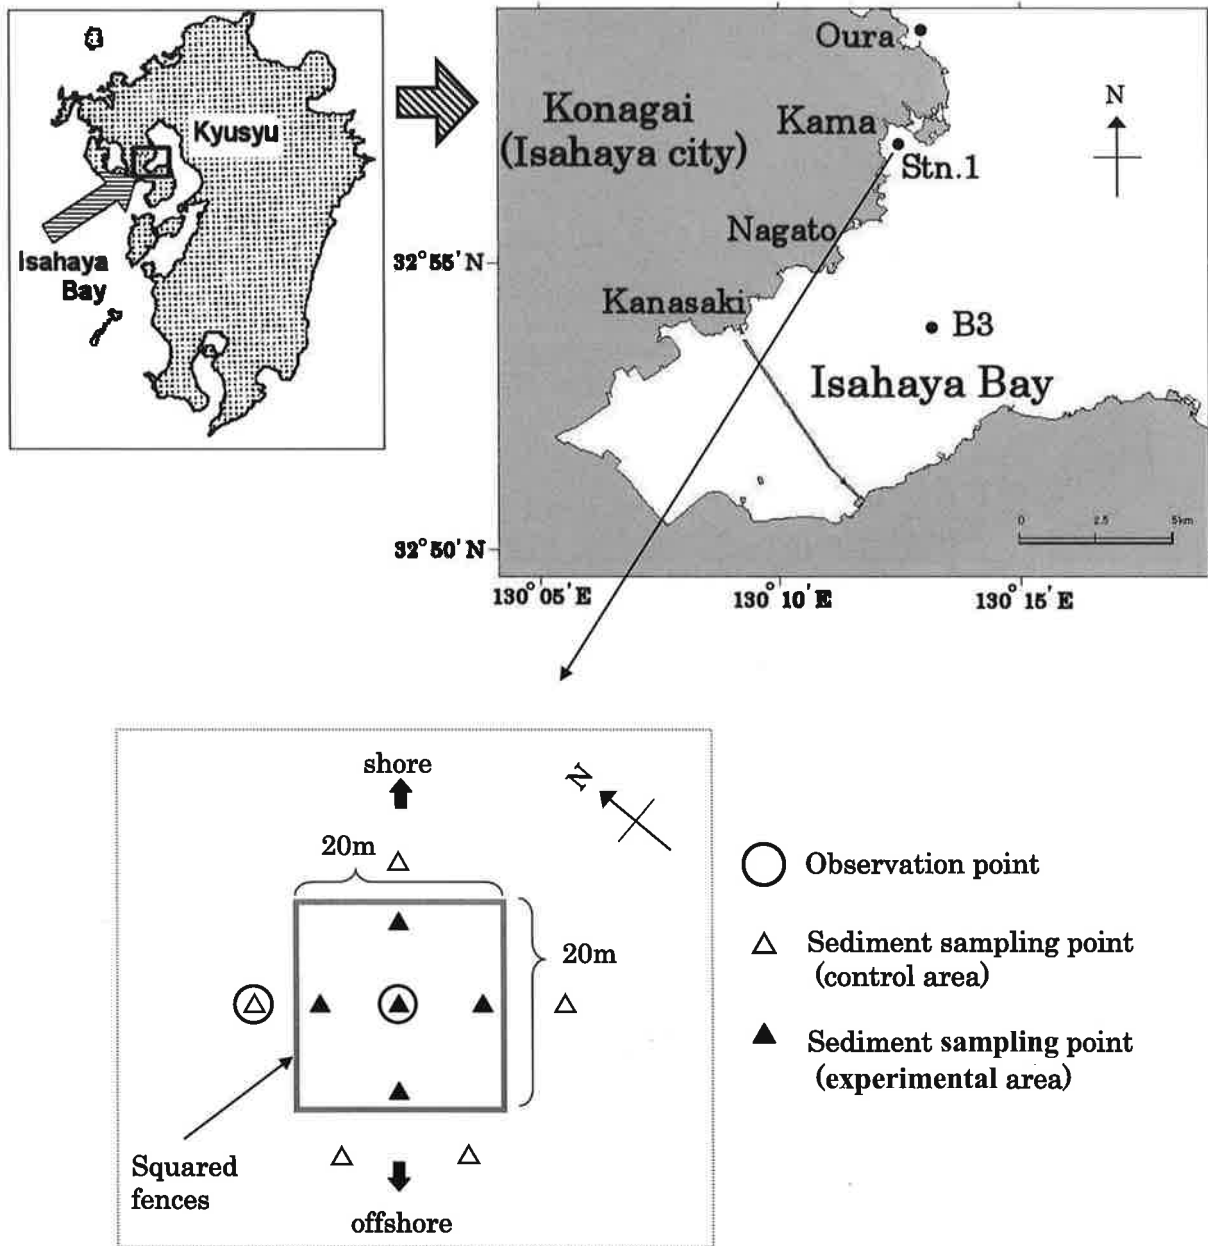 Kyusyu
Isahaya
Bay
Oura
Konagai
(Isahaya city)
Kama
Stn.1
N
Nagato
32°55'N
Kanasaki
B3
Isahaya Bay
0 2.5 5km
32°50'N
130°05'E 130°10'E 130°15'E
shore
N
20m
20m
Squared
fences
offshore
Observation point
Sediment sampling point
(control area)
Sediment sampling point
(experimental area)